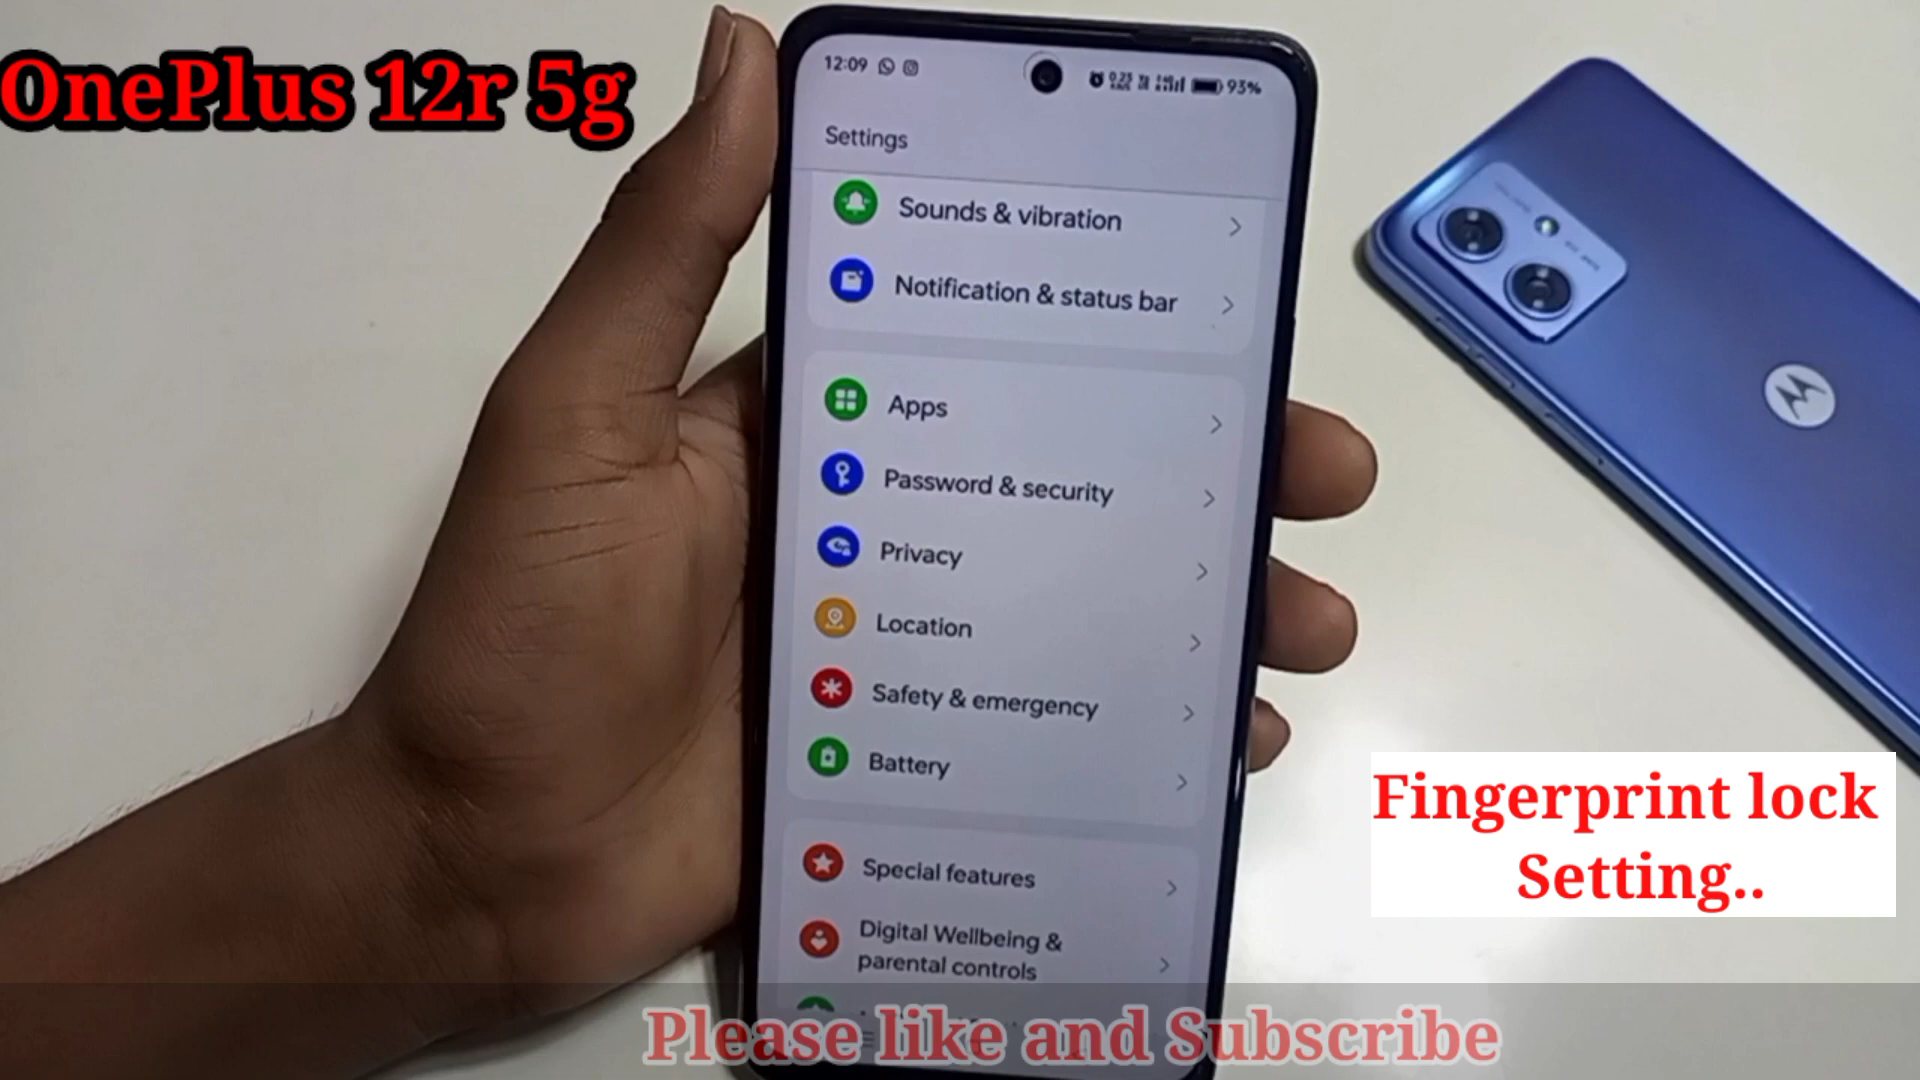 OnePlus 12r 5g
12:09
93%
Settings
Sounds & vibration
Notification & status bar
Apps
Password & security
Privacy
Location
Safety & emergency
Battery
Special features
Digital Wellbeing &
parental controls
Fingerprint lock
Setting..
Please like and Subscribe